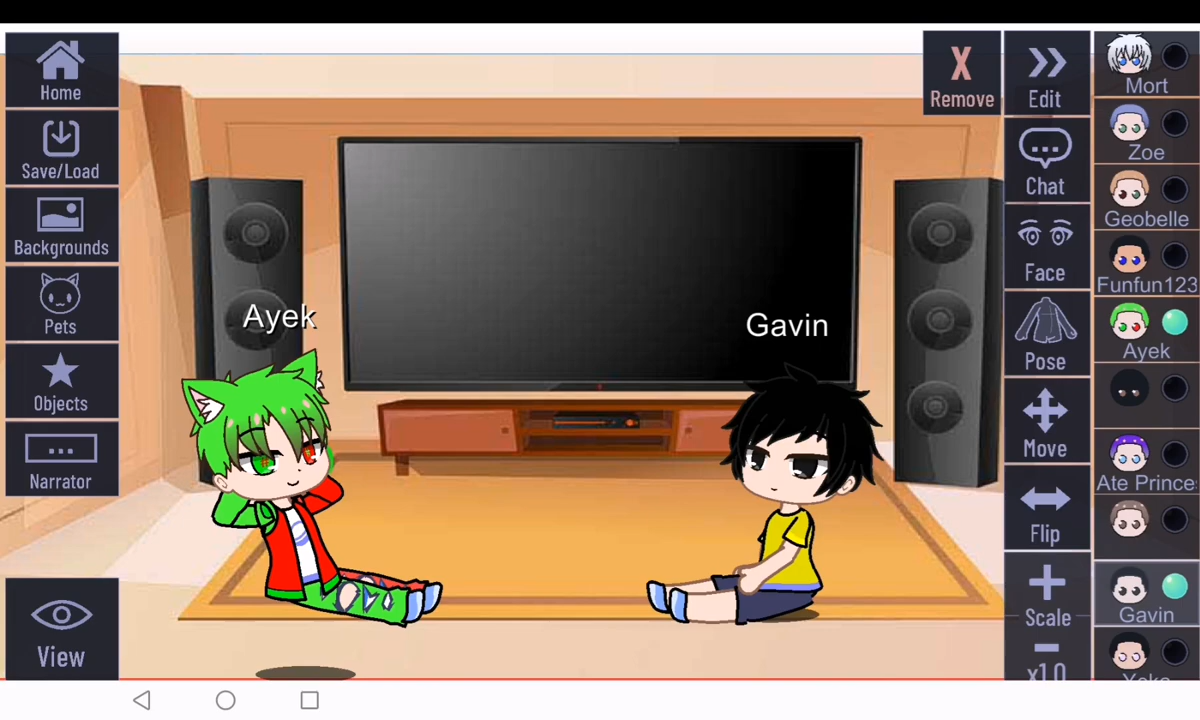 Home
Save/Load
Backgrounds
Pets
Objects
Narrator
View
Ayek
Gavin
X
Remove
Edit
Chat
Face
Pose
Move
Flip
Scale
x1.0
Mort
Zoe
Geobelle
Funfun123
Ayek
Ate Prince
Gavin